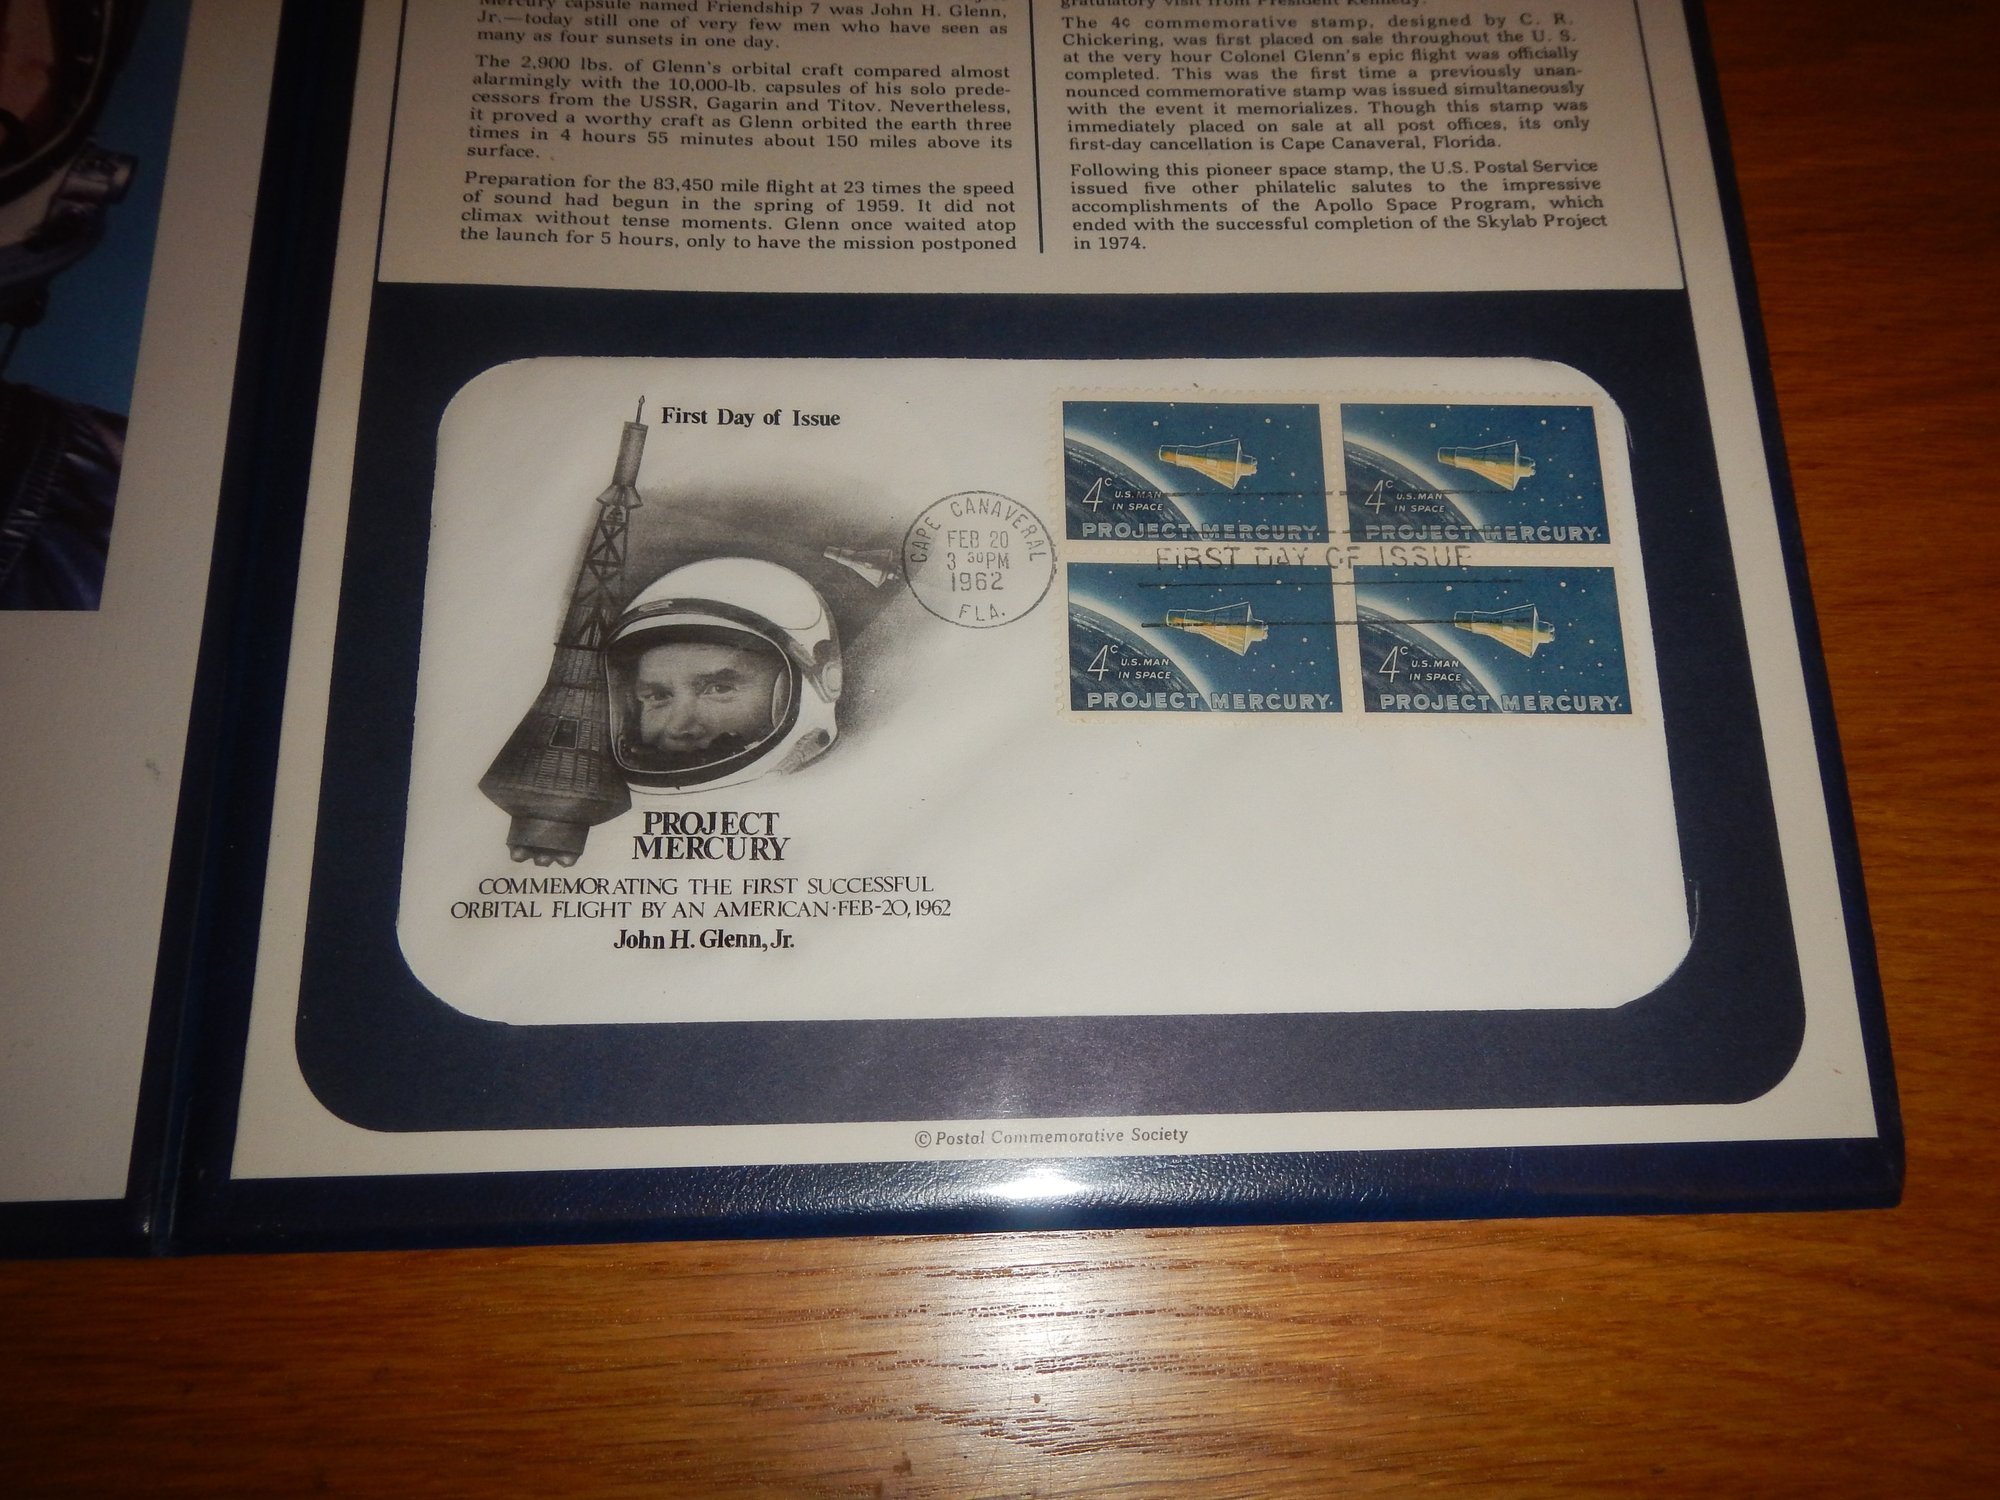 Mercury capsule named Friendship 7 was John H. Glenn,
Jr.—today still one of very few men who have seen as
many as four sunsets in one day.
The 2,900 lbs. of Glenn's orbital craft compared almost
alarmingly with the 10,000-lb. capsules of his solo prede-
cessors from the USSR, Gagarin and Titov. Nevertheless,
it proved a worthy craft as Glenn orbited the earth three
times in 4 hours 55 minutes about 150 miles above its
surface.
Preparation for the 83,450 mile flight at 23 times the speed
of sound had begun in the spring of 1959. It did not
climax without tense moments. Glenn once waited atop
the launch for 5 hours, only to have the mission postponed
gratulatory visit from President Kennedy.
The 4¢ commemorative stamp, designed by C. R.
Chickering, was first placed on sale throughout the U. S.
at the very hour Colonel Glenn's epic flight was officially
completed. This was the first time a previously unan-
nounced commemorative stamp was issued simultaneously
with the event it memorializes. Though this stamp was
immediately placed on sale at all post offices, its only
first-day cancellation is Cape Canaveral, Florida.
Following this pioneer space stamp, the U.S. Postal Service
issued five other philatelic salutes to the impressive
accomplishments of the Apollo Space Program, which
ended with the successful completion of the Skylab Project
in 1974.
First Day of Issue
PROJECT
MERCURY
COMMEMORATING THE FIRST SUCCESSFUL
ORBITAL FLIGHT BY AN AMERICAN·FEB-20, 1962
John H. Glenn, Jr.
CAPE CANAVERAL
FEB 20
3 30PM
1962
FLA.
4c U.S. MAN
IN SPACE
PROJECT MERCURY
4c U.S. MAN
IN SPACE
PROJECT MERCURY
FIRST DAY OF ISSUE
4c U.S. MAN
IN SPACE
PROJECT MERCURY
4c U.S. MAN
IN SPACE
PROJECT MERCURY
© Postal Commemorative Society